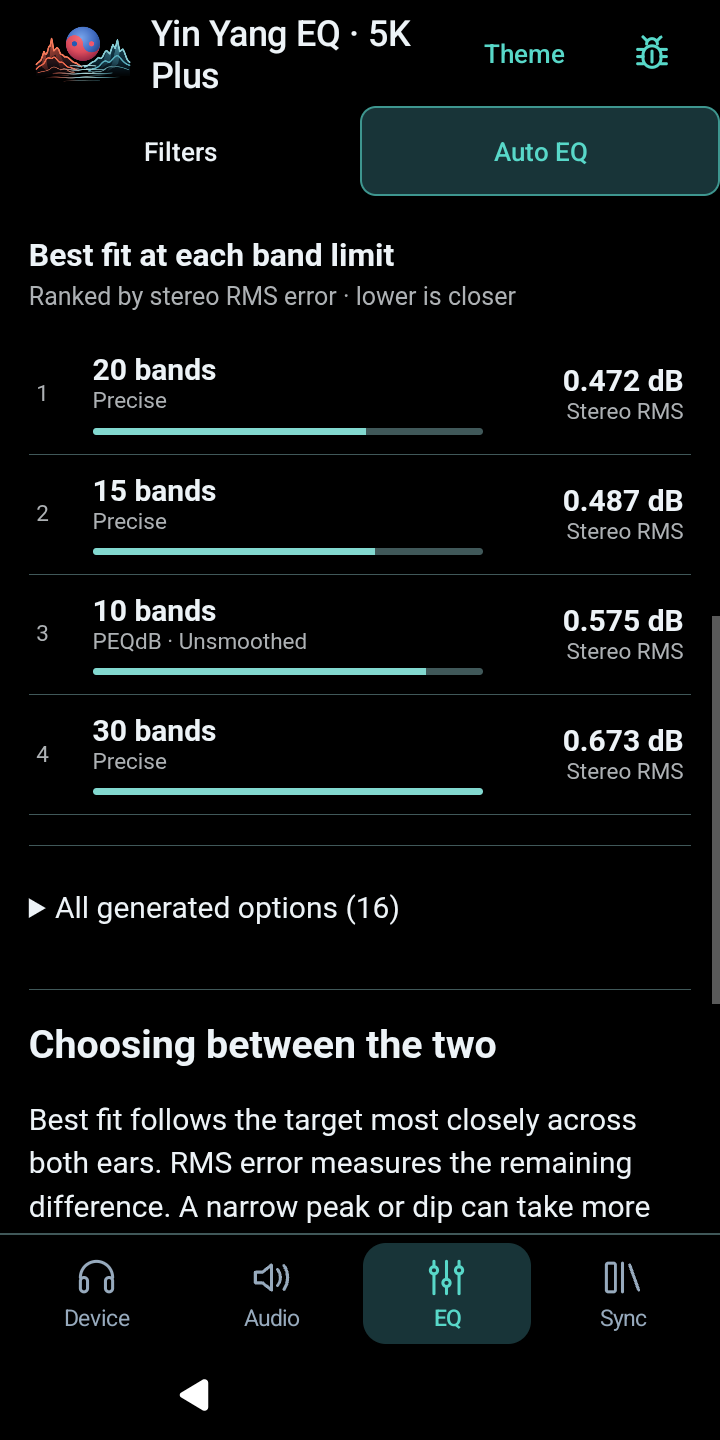 Yin Yang EQ · 5K
Plus
Theme
Filters
Auto EQ
Best fit at each band limit
Ranked by stereo RMS error · lower is closer
1
20 bands
Precise
0.472 dB
Stereo RMS
2
15 bands
Precise
0.487 dB
Stereo RMS
3
10 bands
PEQdB · Unsmoothed
0.575 dB
Stereo RMS
4
30 bands
Precise
0.673 dB
Stereo RMS
All generated options (16)
Choosing between the two
Best fit follows the target most closely across
both ears. RMS error measures the remaining
difference. A narrow peak or dip can take more
Device
Audio
EQ
Sync